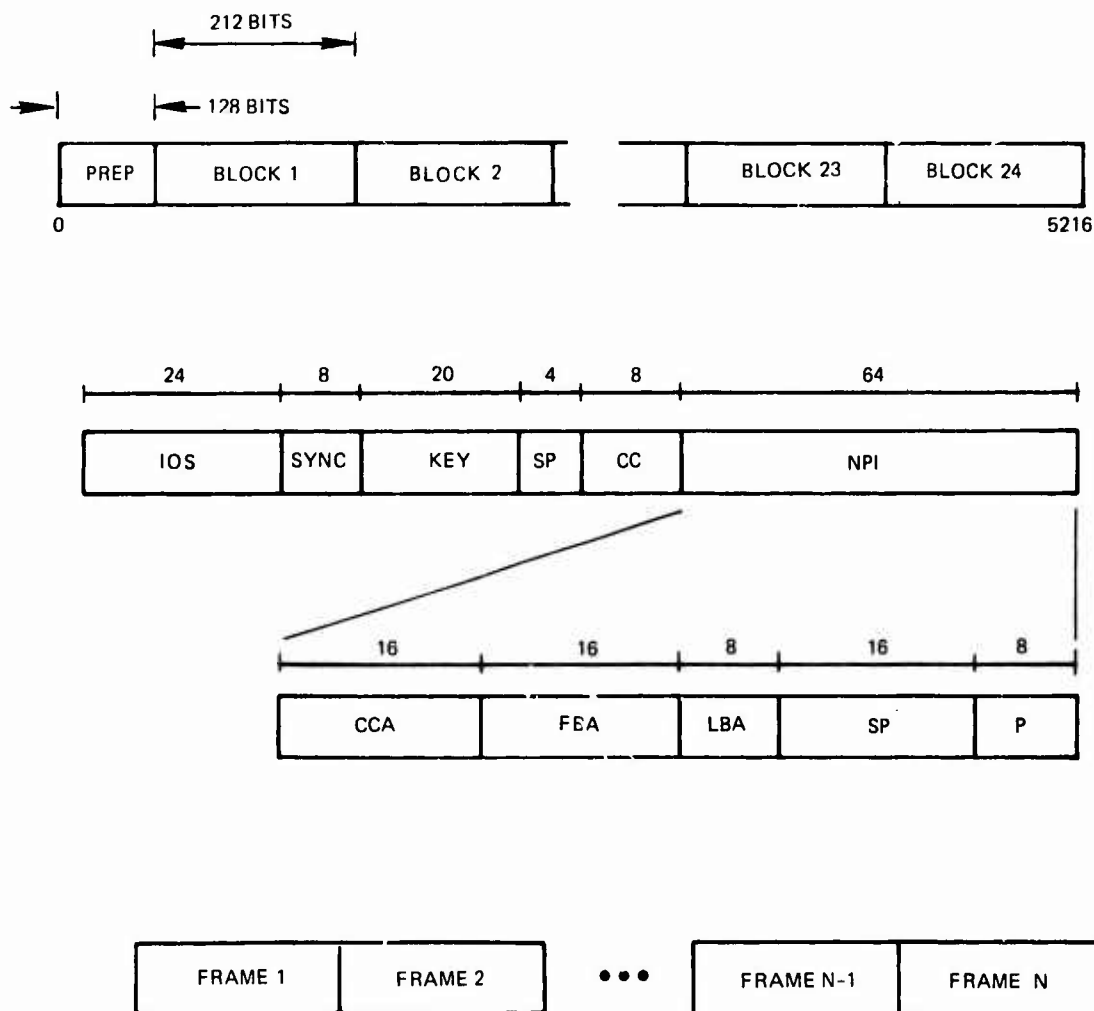 212 BITS
128 BITS
PREP BLOCK 1 BLOCK 2 BLOCK 23 BLOCK 24
0 5216
24 8 20 4 8 64
IOS SYNC KEY SP CC NPI
16 16 8 16 8
CCA FBA LBA SP P
FRAME 1 FRAME 2 ••• FRAME N-1 FRAME N